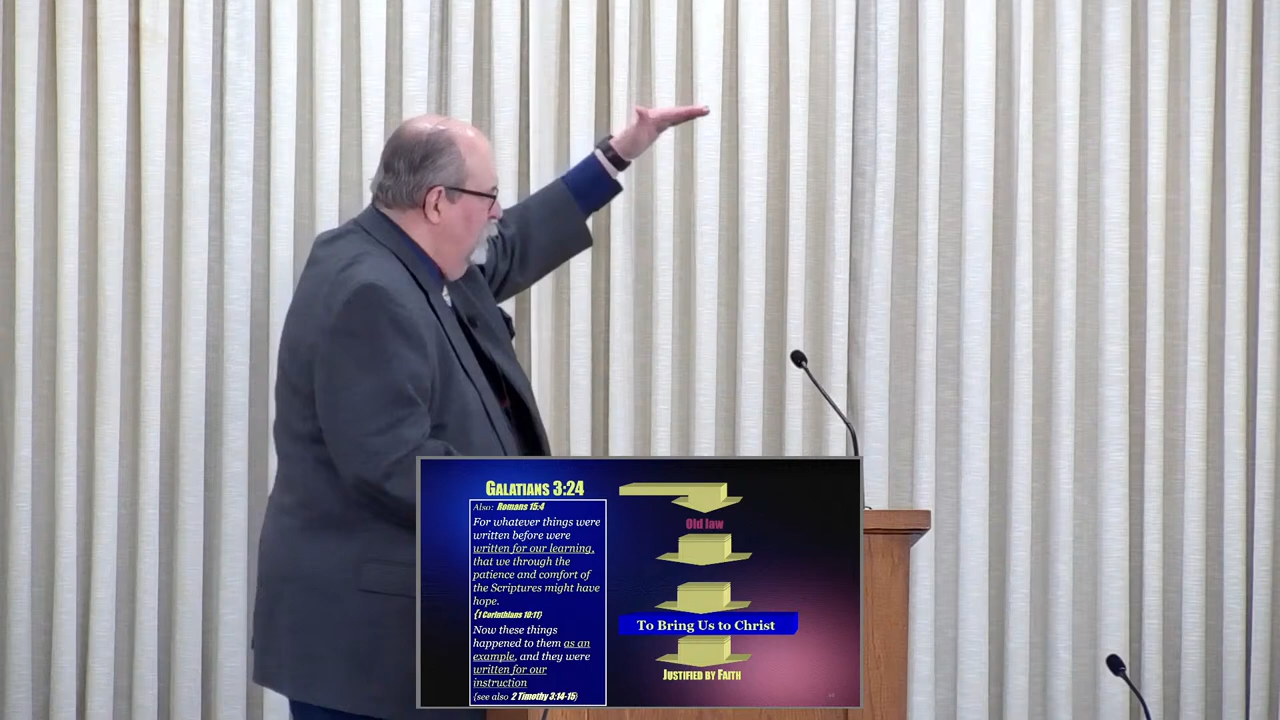 GALATIANS 3:24
Also: Romans 15:4
For whatever things were
written before were
written for our learning,
that we through the
patience and comfort of
the Scriptures might have
hope.
(1 Corinthians 10:11)
Now these things
happened to them as an
example, and they were
written for our
instruction
(see also 2 Timothy 3:14-15)
Old law
To Bring Us to Christ
JUSTIFIED BY FAITH